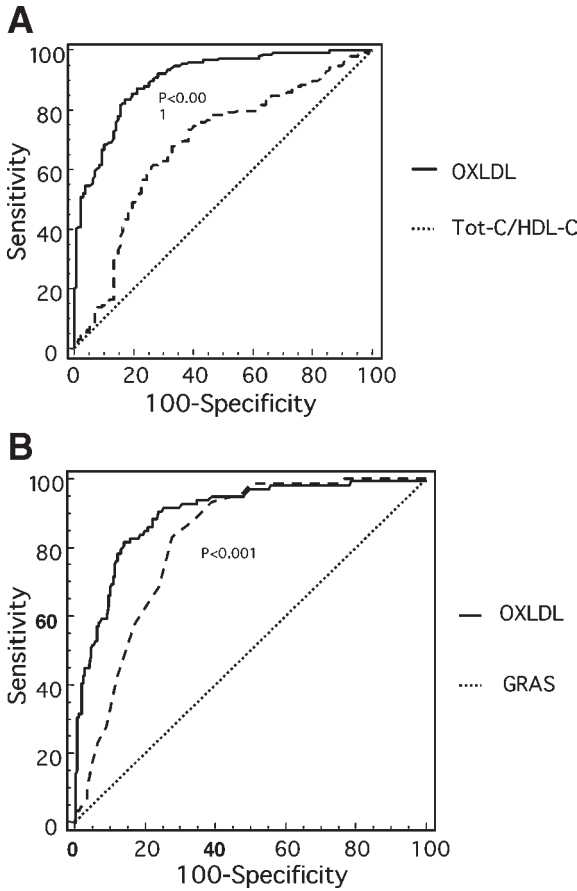 A
100
80
60
40
20
0
Sensitivity
P<0.00
1
0 20 40 60 80 100
100-Specificity
OXLDL
Tot-C/HDL-C
B
100
80
60
40
20
0
Sensitivity
P<0.001
0 20 40 60 80 100
100-Specificity
OXLDL
GRAS